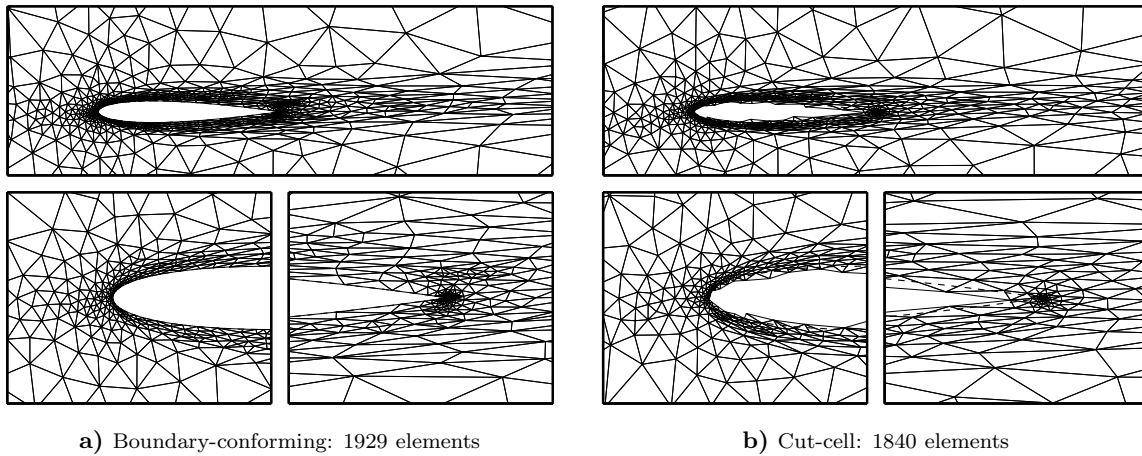 a) Boundary-conforming: 1929 elements
b) Cut-cell: 1840 elements